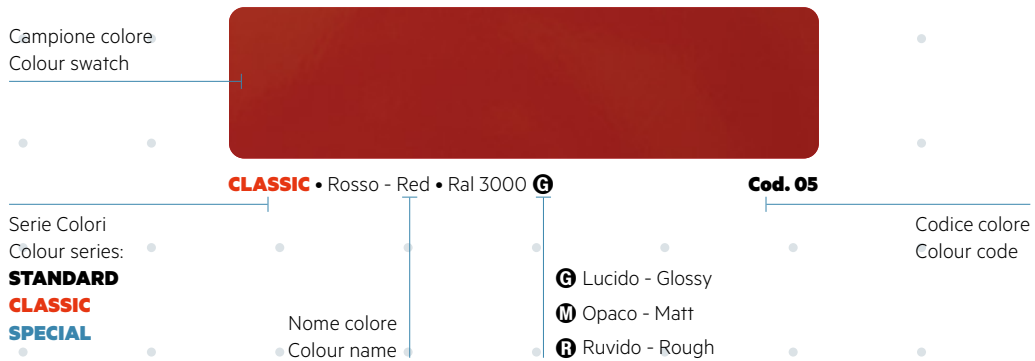 Campione colore
Colour swatch
CLASSIC • Rosso - Red • Ral 3000 G
Cod. 05
Serie Colori
Colour series:
STANDARD
CLASSIC
SPECIAL
Nome colore
Colour name
G Lucido - Glossy
M Opaco - Matt
R Ruvido - Rough
Codice colore
Colour code